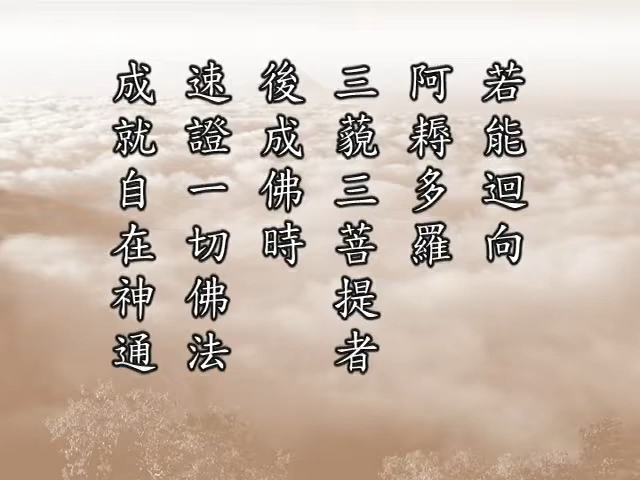 若能迴向
阿耨多羅
三藐三菩提者
後成佛時
速證一切佛法
成就自在神通